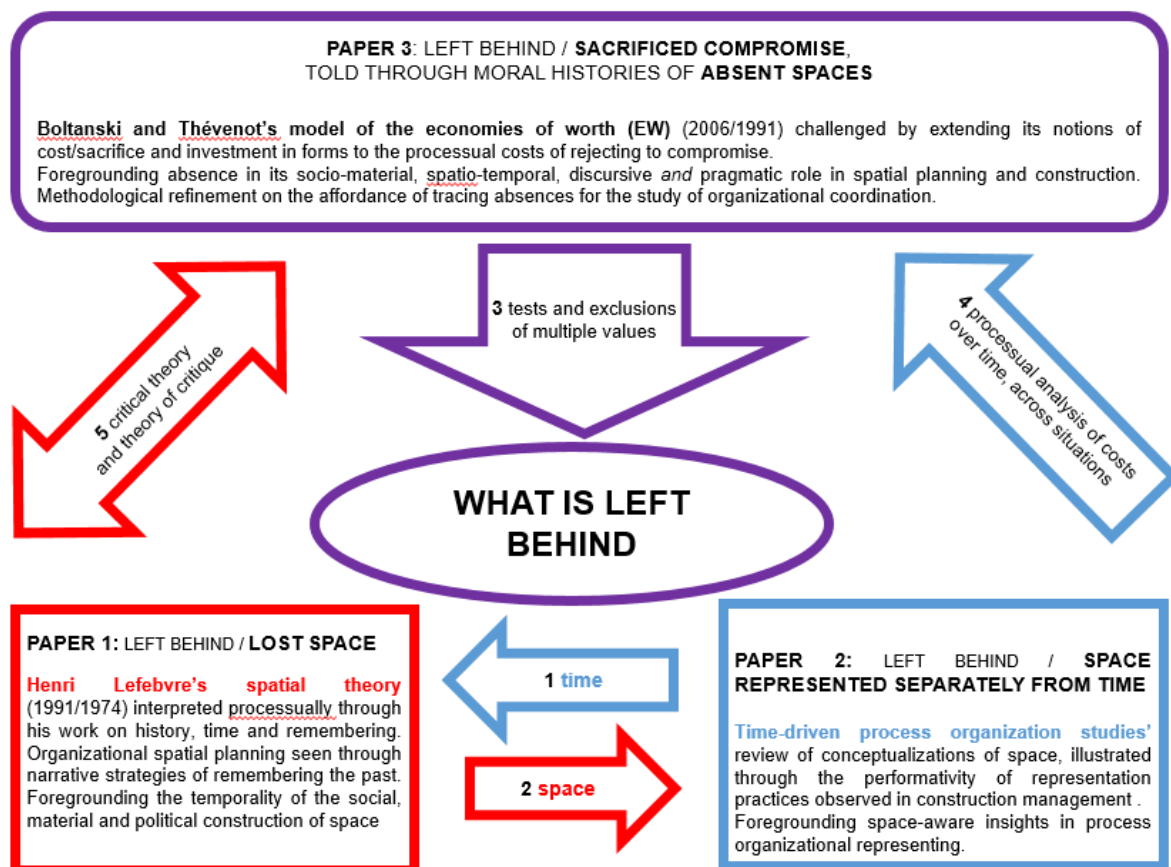 PAPER 3: LEFT BEHIND / SACRIFICED COMPROMISE,
TOLD THROUGH MORAL HISTORIES OF ABSENT SPACES
Boltanski and Thévenot's model of the economies of worth (EW) (2006/1991) challenged by extending its notions of
cost/sacrifice and investment in forms to the processual costs of rejecting to compromise.
Foregrounding absence in its socio-material, spatio-temporal, discursive and pragmatic role in spatial planning and construction.
Methodological refinement on the affordance of tracing absences for the study of organizational coordination.
5 critical theory
and theory of critique
3 tests and exclusions
of multiple values
4 processual analysis of costs
over time, across situations
WHAT IS LEFT
BEHIND
PAPER 1: LEFT BEHIND / LOST SPACE
Henri Lefebvre's spatial theory
(1991/1974) interpreted processually through
his work on history, time and remembering.
Organizational spatial planning seen through
narrative strategies of remembering the past.
Foregrounding the temporality of the social,
material and political construction of space
1 time
2 space
PAPER 2: LEFT BEHIND / SPACE
REPRESENTED SEPARATELY FROM TIME
Time-driven process organization studies'
review of conceptualizations of space, illustrated
through the performativity of representation
practices observed in construction management .
Foregrounding space-aware insights in process
organizational representing.